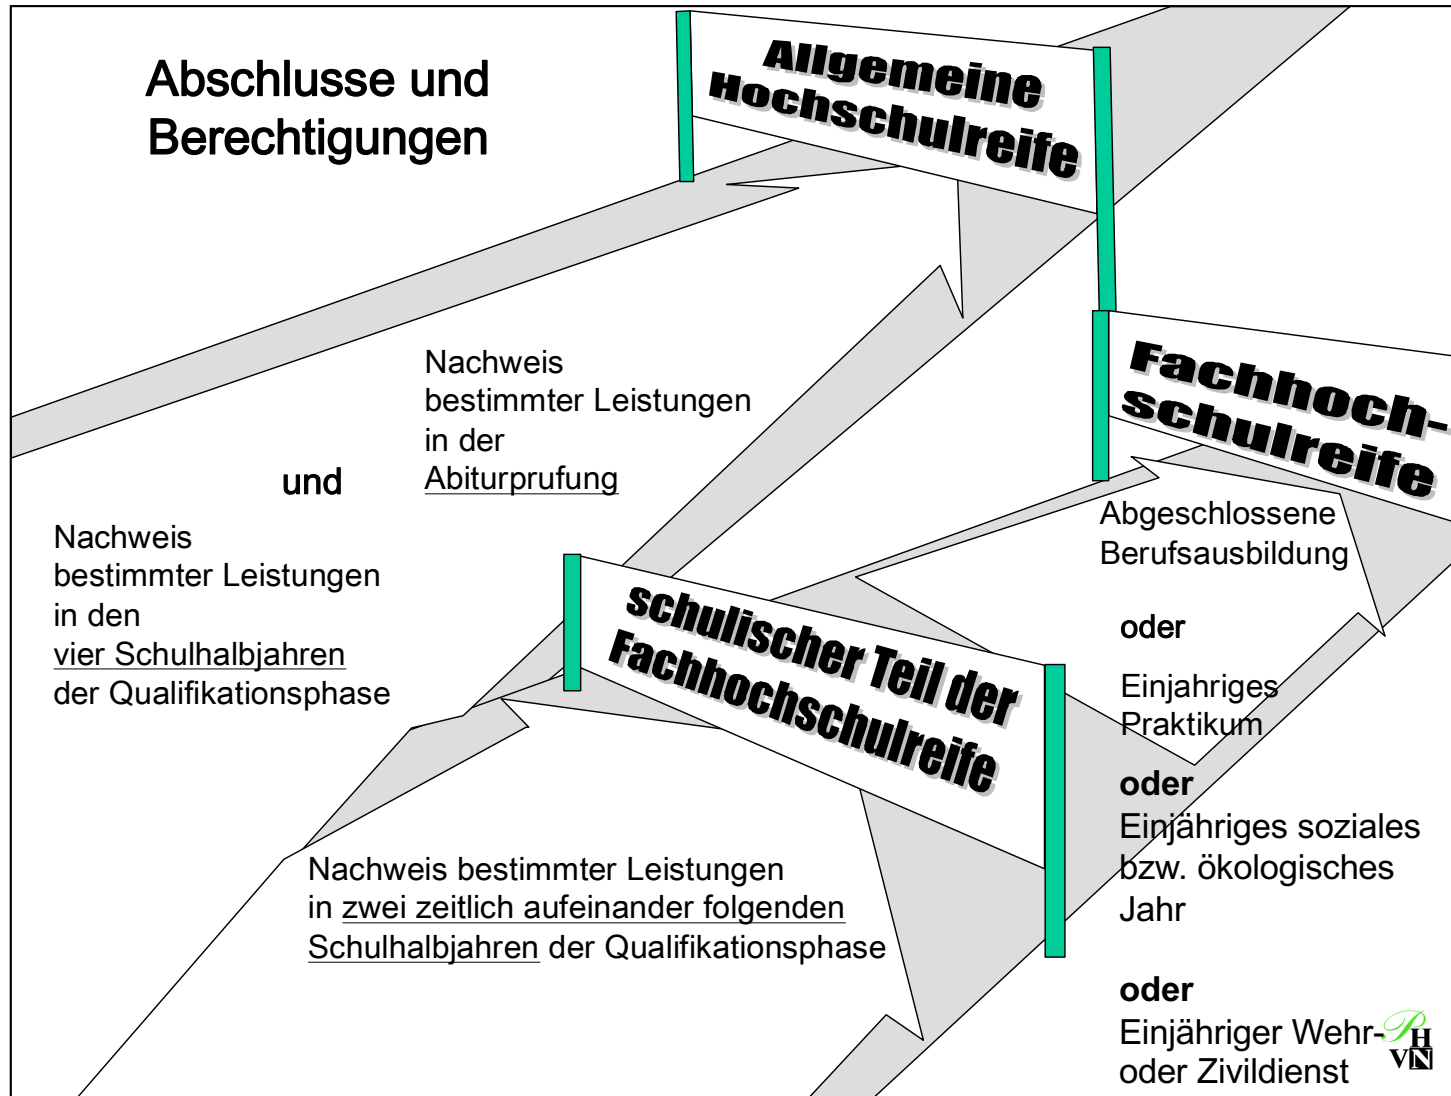 Abschlusse und
Berechtigungen
Allgemeine
Hochschulreife
Fachhoch-
schulreife
Nachweis
bestimmter Leistungen
in der
Abiturprufung
und
Nachweis
bestimmter Leistungen
in den
vier Schulhalbjahren
der Qualifikationsphase
schulischer Teil der
Fachhochschulreife
Nachweis bestimmter Leistungen
in zwei zeitlich aufeinander folgenden
Schulhalbjahren der Qualifikationsphase
Abgeschlossene
Berufsausbildung
oder
Einjahriges
Praktikum
oder
Einjähriges soziales
bzw. ökologisches
Jahr
oder
Einjähriger Wehr-
oder Zivildienst
PH
VN